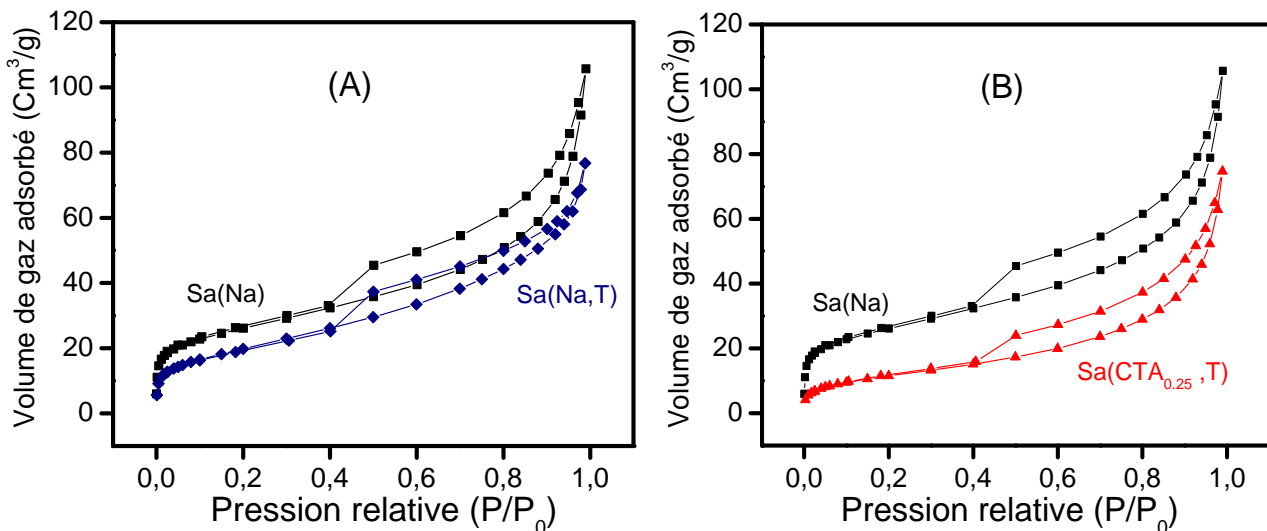 Volume de gaz adsorbé (Cm³/g)
120
100
80
60
40
20
0
(A)
Sa(Na)
Sa(Na,T)
0,0 0,2 0,4 0,6 0,8 1,0
Pression relative (P/P₀)
Volume de gaz adsorbé (Cm³/g)
120
100
80
60
40
20
0
(B)
Sa(Na)
Sa(CTA₀.₂₅ ,T)
0,0 0,2 0,4 0,6 0,8 1,0
Pression relative (P/P₀)